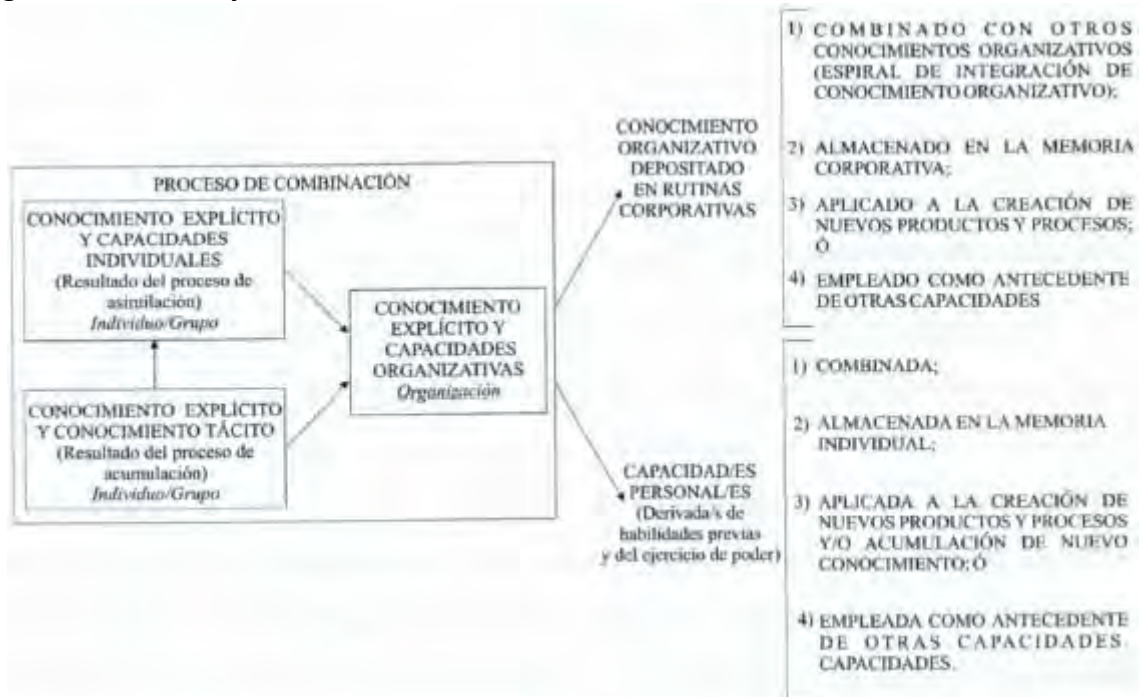 PROCESO DE COMBINACIÓN
CONOCIMIENTO EXPLÍCITO
Y CAPACIDADES
INDIVIDUALES
(Resultado del proceso de
asimilación)
Individuo/Grupo
CONOCIMIENTO EXPLÍCITO
Y CONOCIMIENTO TÁCITO
(Resultado del proceso de
acumulación)
Individuo/Grupo
CONOCIMIENTO
EXPLÍCITO Y
CAPACIDADES
ORGANIZATIVAS
Organización
CONOCIMIENTO
ORGANIZATIVO
DEPOSITADO
EN RUTINAS
CORPORATIVAS
1) COMBINADO CON OTROS
CONOCIMIENTOS ORGANIZATIVOS
(ESPIRAL DE INTEGRACIÓN DE
CONOCIMIENTO ORGANIZATIVO);
2) ALMACENADO EN LA MEMORIA
CORPORATIVA;
3) APLICADO A LA CREACIÓN DE
NUEVOS PRODUCTOS Y PROCESOS;
Ó
4) EMPLEADO COMO ANTECEDENTE
DE OTRAS CAPACIDADES
CAPACIDAD/ES
PERSONAL/ES
(Derivada/s de
habilidades previas
y del ejercicio de poder)
1) COMBINADA;
2) ALMACENADA EN LA MEMORIA
INDIVIDUAL;
3) APLICADA A LA CREACIÓN DE
NUEVOS PRODUCTOS Y PROCESOS
Y/O ACUMULACIÓN DE NUEVO
CONOCIMIENTO; Ó
4) EMPLEADA COMO ANTECEDENTE
DE OTRAS CAPACIDADES
CAPACIDADES.